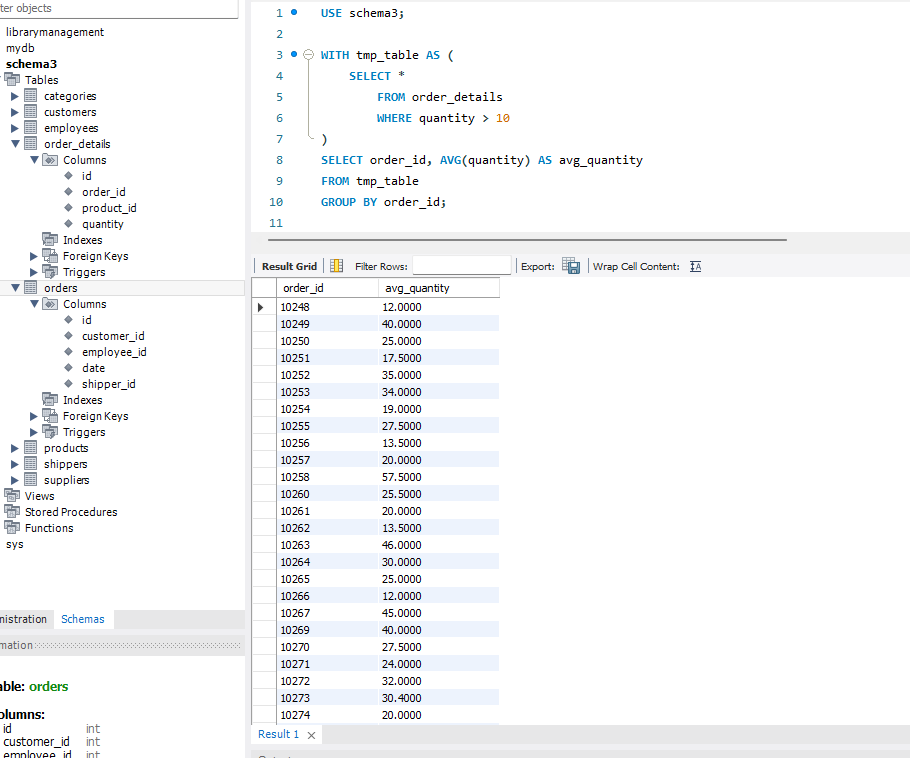 ter objects
librarymanagement
mydb
schema3
Tables
categories
customers
employees
order_details
Columns
id
order_id
product_id
quantity
Indexes
Foreign Keys
Triggers
orders
Columns
id
customer_id
employee_id
date
shipper_id
Indexes
Foreign Keys
Triggers
products
shippers
suppliers
Views
Stored Procedures
Functions
sys
nistration Schemas
mation
able: orders
olumns:
id int
customer_id int
employee_id int
1 USE schema3;
2
3 WITH tmp_table AS (
4 SELECT *
5 FROM order_details
6 WHERE quantity > 10
7 )
8 SELECT order_id, AVG(quantity) AS avg_quantity
9 FROM tmp_table
10 GROUP BY order_id;
11
Result Grid Filter Rows: Export: Wrap Cell Content: IA
order_id avg_quantity
10248 12.0000
10249 40.0000
10250 25.0000
10251 17.5000
10252 35.0000
10253 34.0000
10254 19.0000
10255 27.5000
10256 13.5000
10257 20.0000
10258 57.5000
10260 25.5000
10261 20.0000
10262 13.5000
10263 46.0000
10264 30.0000
10265 25.0000
10266 12.0000
10267 45.0000
10269 40.0000
10270 27.5000
10271 24.0000
10272 32.0000
10273 30.4000
10274 20.0000
Result 1